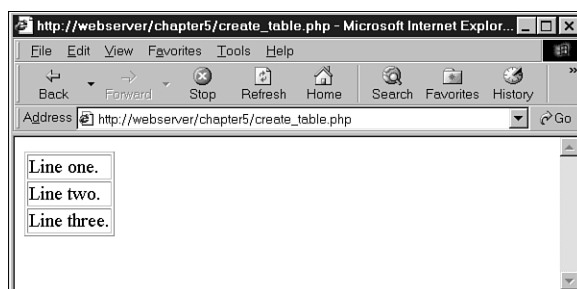 http://webserver/chapter5/create_table.php - Microsoft Internet Explor...
File Edit View Favorites Tools Help
Back Forward Stop Refresh Home Search Favorites History »
Address http://webserver/chapter5/create_table.php Go
Line one.
Line two.
Line three.